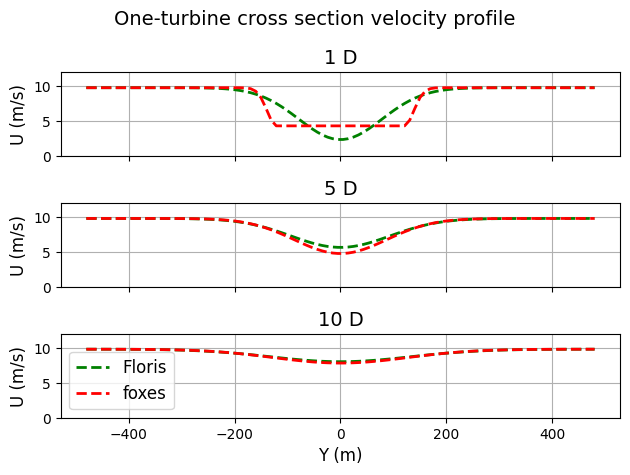 One-turbine cross section velocity profile
1 D
U (m/s)
10
5
0
5 D
U (m/s)
10
5
0
10 D
U (m/s)
10
5
0
Floris
foxes
−400 −200 0 200 400
Y (m)